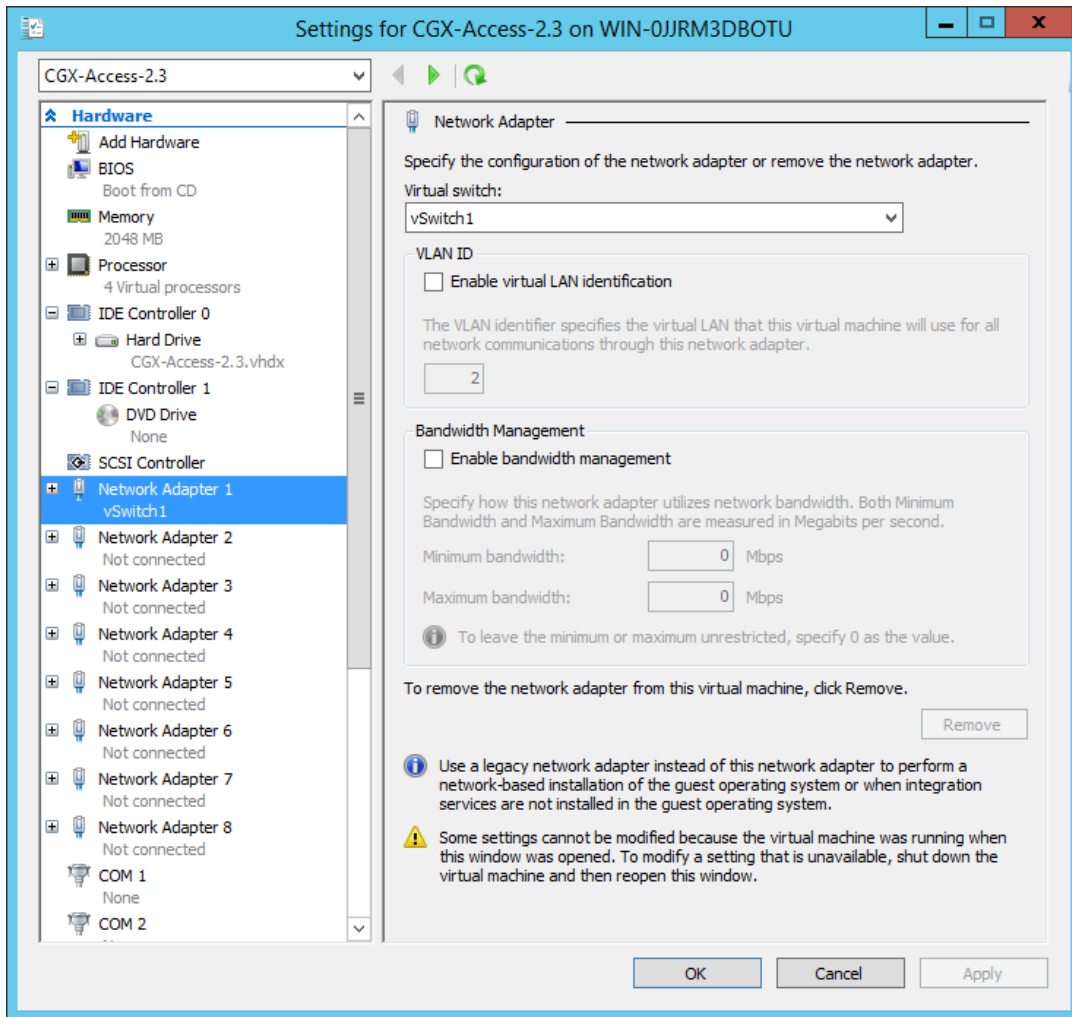 Settings for CGX-Access-2.3 on WIN-0JJRM3DBOTU
CGX-Access-2.3
Hardware
Add Hardware
BIOS
Boot from CD
Memory
2048 MB
Processor
4 Virtual processors
IDE Controller 0
Hard Drive
CGX-Access-2.3.vhdx
IDE Controller 1
DVD Drive
None
SCSI Controller
Network Adapter 1
vSwitch1
Network Adapter 2
Not connected
Network Adapter 3
Not connected
Network Adapter 4
Not connected
Network Adapter 5
Not connected
Network Adapter 6
Not connected
Network Adapter 7
Not connected
Network Adapter 8
Not connected
COM 1
None
COM 2
Network Adapter
Specify the configuration of the network adapter or remove the network adapter.
Virtual switch:
vSwitch1
VLAN ID
Enable virtual LAN identification
The VLAN identifier specifies the virtual LAN that this virtual machine will use for all
network communications through this network adapter.
2
Bandwidth Management
Enable bandwidth management
Specify how this network adapter utilizes network bandwidth. Both Minimum
Bandwidth and Maximum Bandwidth are measured in Megabits per second.
Minimum bandwidth: 0 Mbps
Maximum bandwidth: 0 Mbps
To leave the minimum or maximum unrestricted, specify 0 as the value.
To remove the network adapter from this virtual machine, click Remove.
Remove
Use a legacy network adapter instead of this network adapter to perform a
network-based installation of the guest operating system or when integration
services are not installed in the guest operating system.
Some settings cannot be modified because the virtual machine was running when
this window was opened. To modify a setting that is unavailable, shut down the
virtual machine and then reopen this window.
OK Cancel Apply